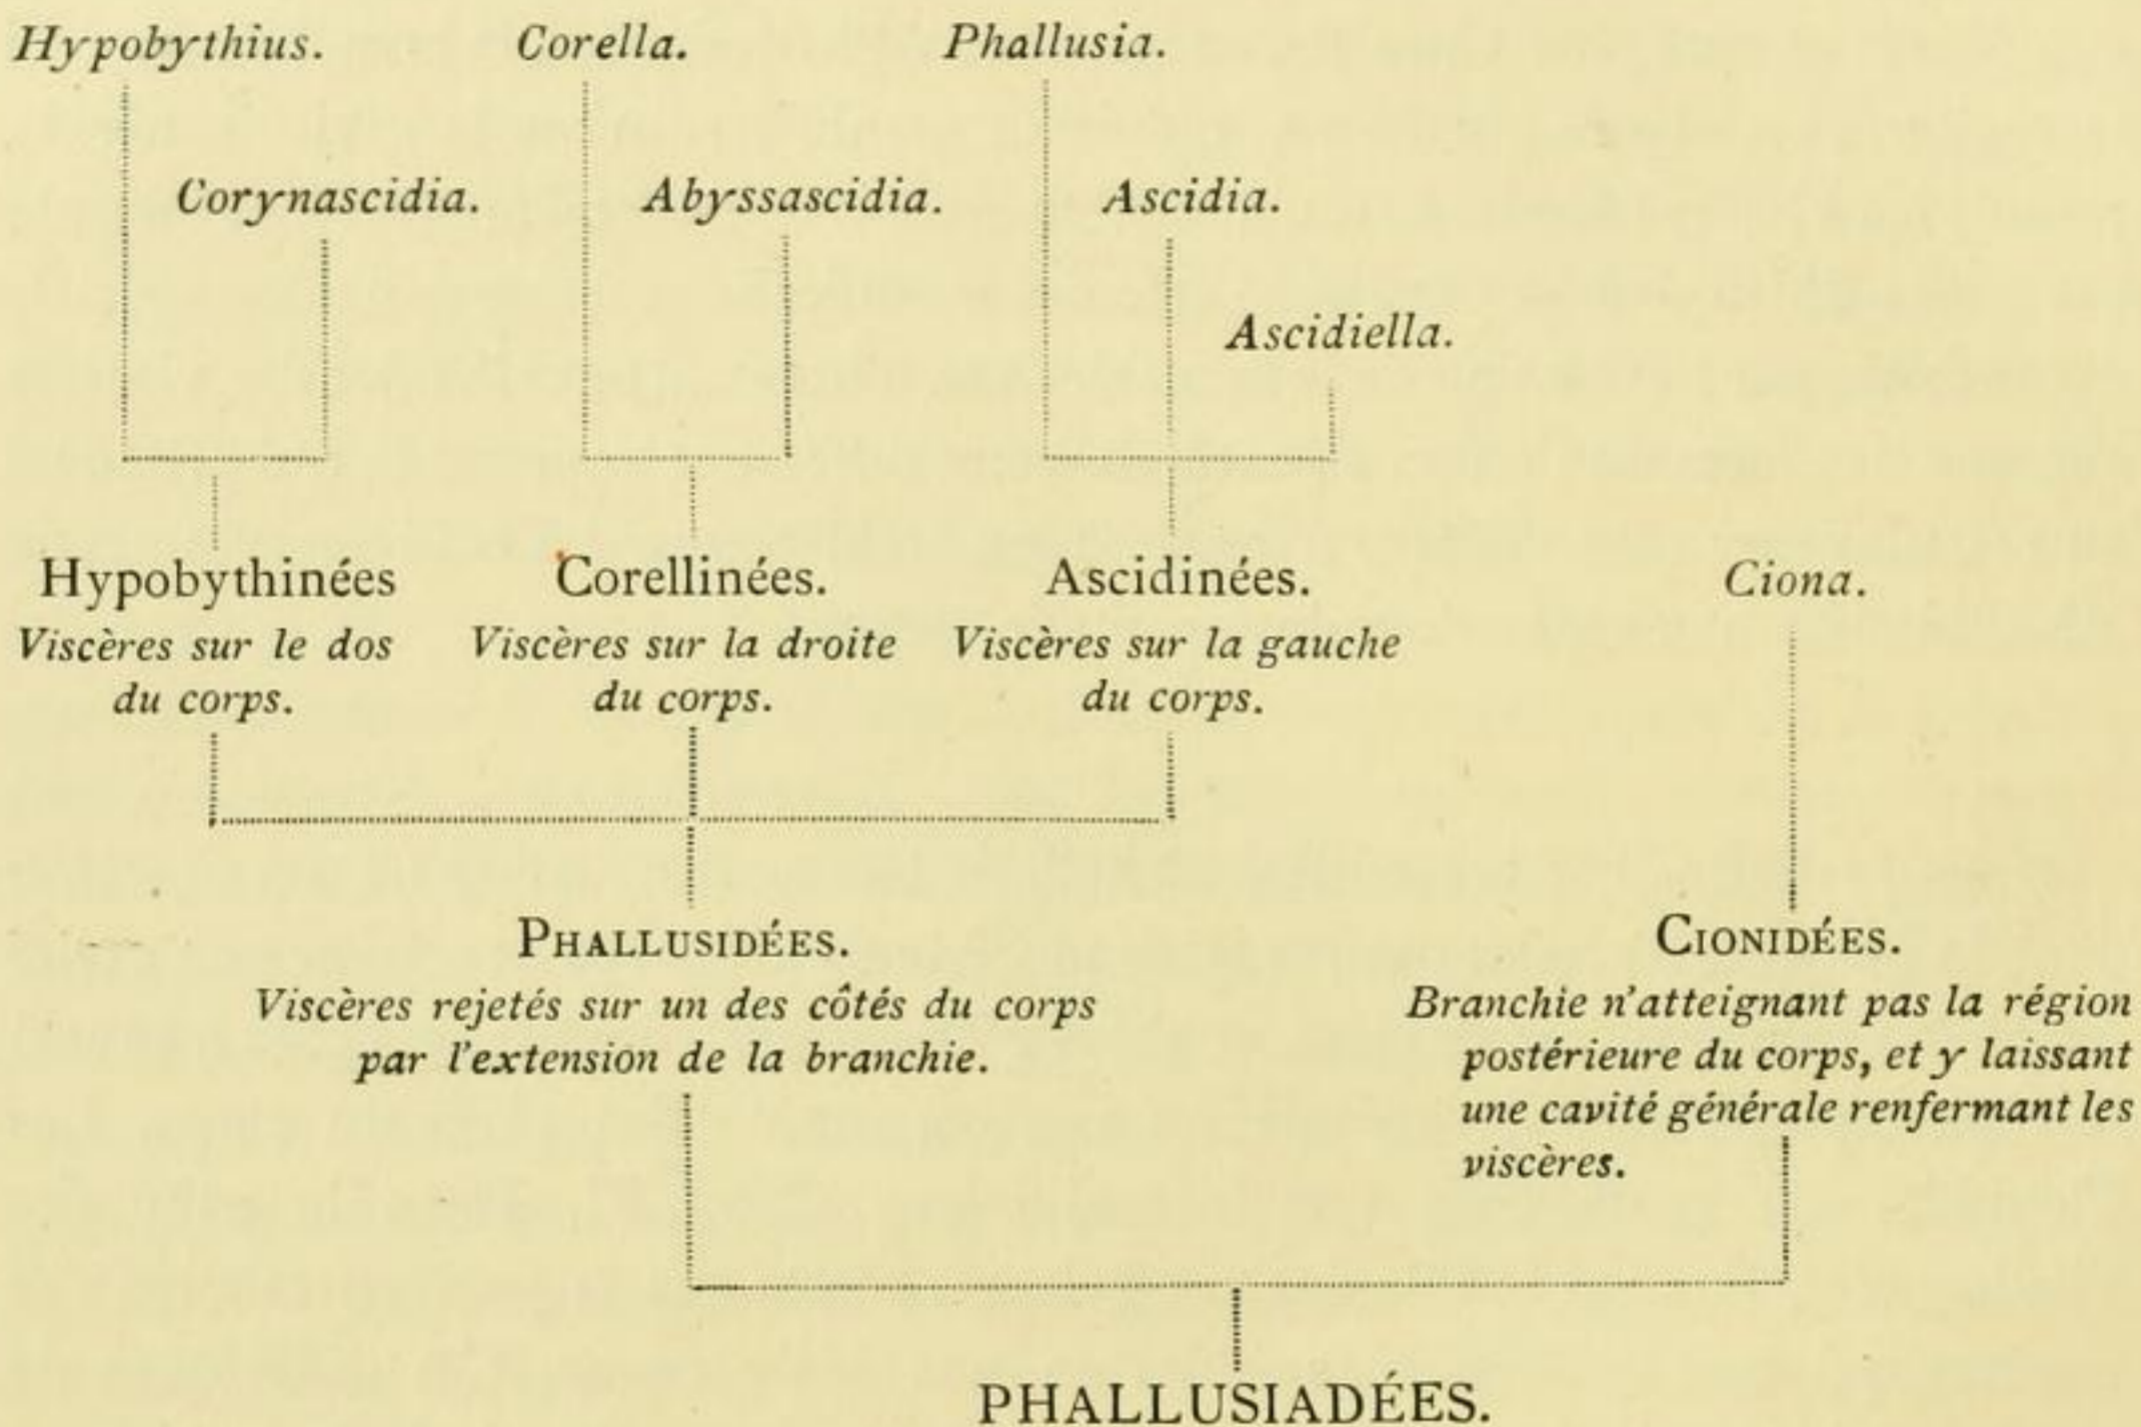 Hypobythius.
Corella.
Phallusia.
Corynascidia.
Abyssascidia.
Ascidia.
Ascidiella.
Hypobythinées
Viscères sur le dos
du corps.
Corellinées.
Viscères sur la droite
du corps.
Ascidinées.
Viscères sur la gauche
du corps.
Ciona.
PHALLUSIDÉES.
Viscères rejetés sur un des côtés du corps
par l'extension de la branchie.
CIONIDÉES.
Branchie n'atteignant pas la région
postérieure du corps, et y laissant
une cavité générale renfermant les
viscères.
PHALLUSIADÉES.